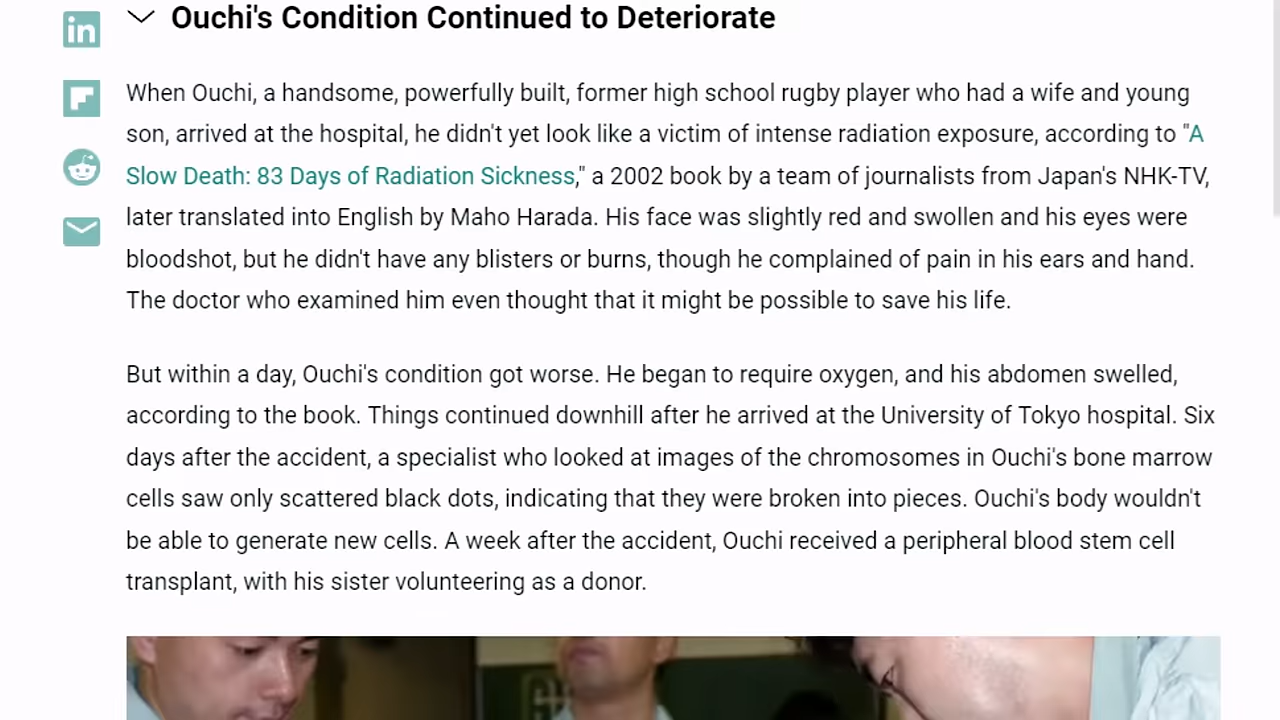 in
Ouchi's Condition Continued to Deteriorate
When Ouchi, a handsome, powerfully built, former high school rugby player who had a wife and young
son, arrived at the hospital, he didn't yet look like a victim of intense radiation exposure, according to "A
Slow Death: 83 Days of Radiation Sickness," a 2002 book by a team of journalists from Japan's NHK-TV,
later translated into English by Maho Harada. His face was slightly red and swollen and his eyes were
bloodshot, but he didn't have any blisters or burns, though he complained of pain in his ears and hand.
The doctor who examined him even thought that it might be possible to save his life.
But within a day, Ouchi's condition got worse. He began to require oxygen, and his abdomen swelled,
according to the book. Things continued downhill after he arrived at the University of Tokyo hospital. Six
days after the accident, a specialist who looked at images of the chromosomes in Ouchi's bone marrow
cells saw only scattered black dots, indicating that they were broken into pieces. Ouchi's body wouldn't
be able to generate new cells. A week after the accident, Ouchi received a peripheral blood stem cell
transplant, with his sister volunteering as a donor.